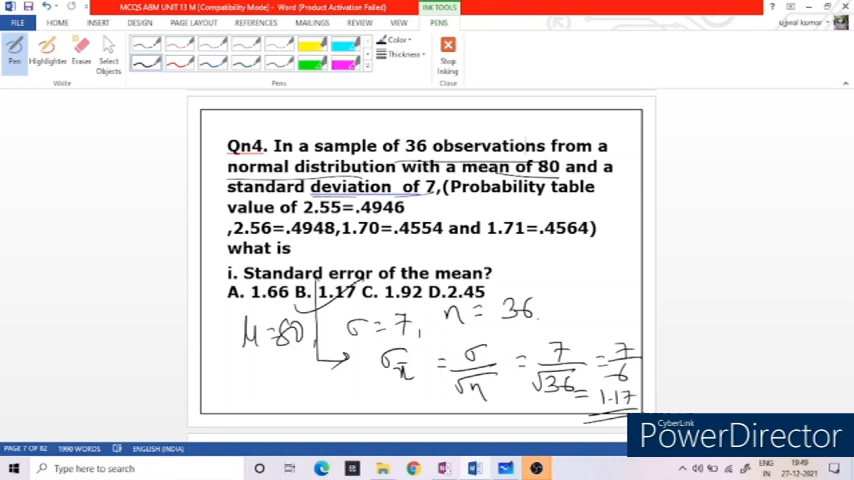 MCQS ABM UNIT 13 M [Compatibility Mode] - Word (Product Activation Failed)
INK TOOLS
FILE HOME INSERT DESIGN PAGE LAYOUT REFERENCES MAILINGS REVIEW VIEW PENS
ujjwal kumar
Pen Highlighter Eraser Select Objects
Color
Thickness
Stop Inking
Write Pens Close
Qn4. In a sample of 36 observations from a
normal distribution with a mean of 80 and a
standard deviation of 7,(Probability table
value of 2.55=.4946
,2.56=.4948,1.70=.4554 and 1.71=.4564)
what is
i. Standard error of the mean?
A. 1.66 B. 1.17 C. 1.92 D.2.45
μ=80, σ=7, n=36.
σx̄ = σ/√n = 7/√36 = 7/6
=1.17
CyberLink
PowerDirector
PAGE 7 OF 82 1990 WORDS ENGLISH (INDIA)
Type here to search
ENG
IN
19:49
27-12-2021